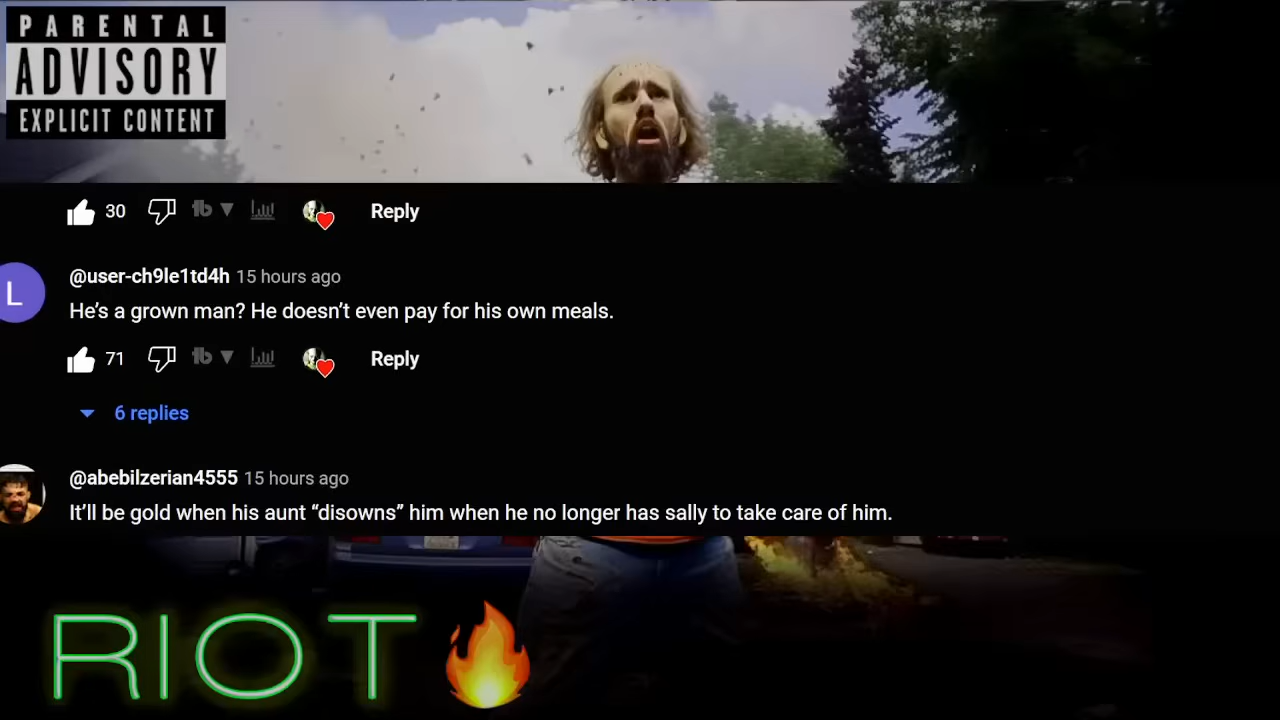 PARENTAL
ADVISORY
EXPLICIT CONTENT
30 Reply
L
@user-ch9le1td4h 15 hours ago
He’s a grown man? He doesn’t even pay for his own meals.
71 Reply
6 replies
@abebilzerian4555 15 hours ago
It’ll be gold when his aunt “disowns” him when he no longer has sally to take care of him.
RIOT